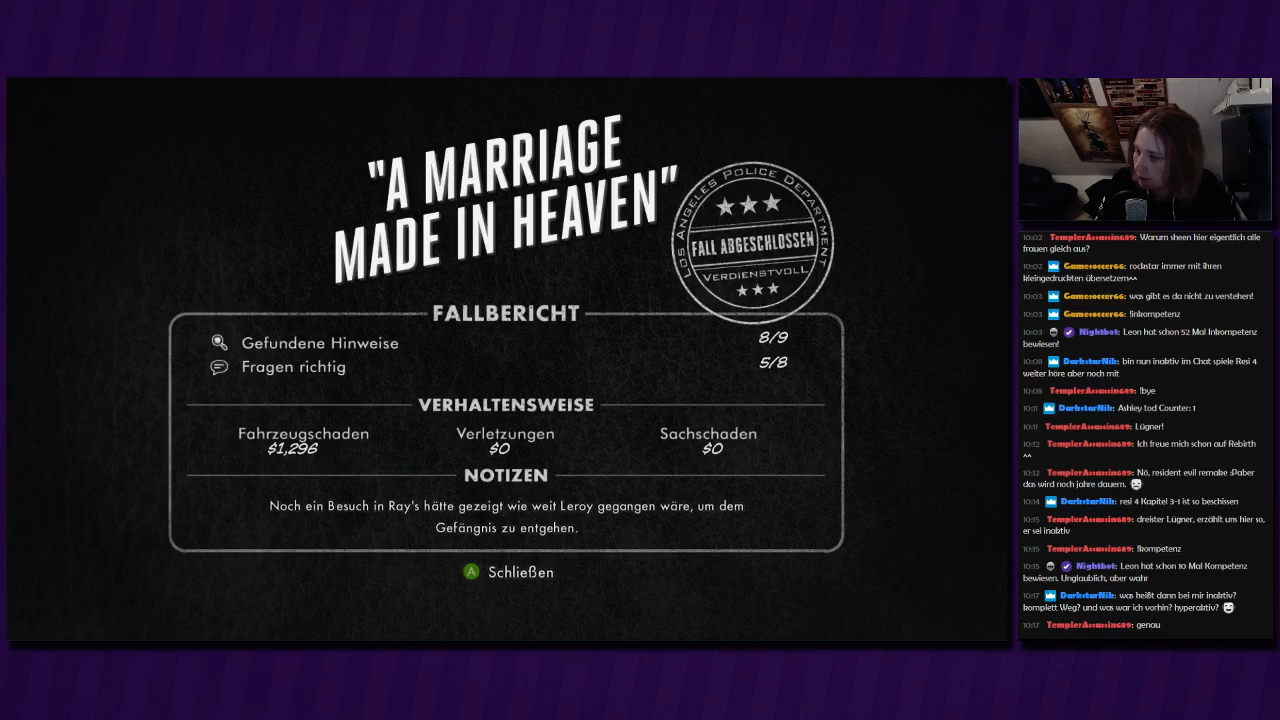 "A MARRIAGE
MADE IN HEAVEN"
LOS ANGELES POLICE DEPARTMENT
FALL ABGESCHLOSSEN
VERDIENSTVOLL
FALLBERICHT
Gefundene Hinweise 8/9
Fragen richtig 5/8
VERHALTENSWEISE
Fahrzeugschaden Verletzungen Sachschaden
$1,296 $0 $0
NOTIZEN
Noch ein Besuch in Ray's hätte gezeigt wie weit Leroy gegangen wäre, um dem
Gefängnis zu entgehen.
A Schließen
10:02 TemplerAssassin689: Warum sheen hier eigentlich alle
frauen gleich aus?
10:02 Gamesoccer66: rockstar immer mit ihren
kleingedruckten übersetzern^^
10:03 Gamesoccer66: was gibt es da nicht zu verstehen!
10:03 Gamesoccer66: !inkompetenz
10:03 Nightbot: Leon hat schon 52 Mal Inkompetenz
bewiesen!
10:08 DarkstarNik: bin nun inaktiv im Chat spiele Resi 4
weiter höre aber noch mit
10:08 TemplerAssassin689: !bye
10:11 DarkstarNik: Ashley tod Counter: 1
10:11 TemplerAssassin689: Lügner!
10:12 TemplerAssassin689: Ich freue mich schon auf Rebirth
^^
10:12 TemplerAssassin689: Nö, resident evil remake :Daber
das wird noch jahre dauern.
10:14 DarkstarNik: resi 4 Kapitel 3-1 ist so beschissen
10:15 TemplerAssassin689: dreister Lügner, erzählt uns hier so,
er sei inaktiv
10:15 TemplerAssassin689: !kompetenz
10:15 Nightbot: Leon hat schon 10 Mal Kompetenz
bewiesen. Unglaublich, aber wahr
10:17 DarkstarNik: was heißt dann bei mir inaktiv?
komplett Weg? und was war ich vorhin? hyperaktiv?
10:17 TemplerAssassin689: genau